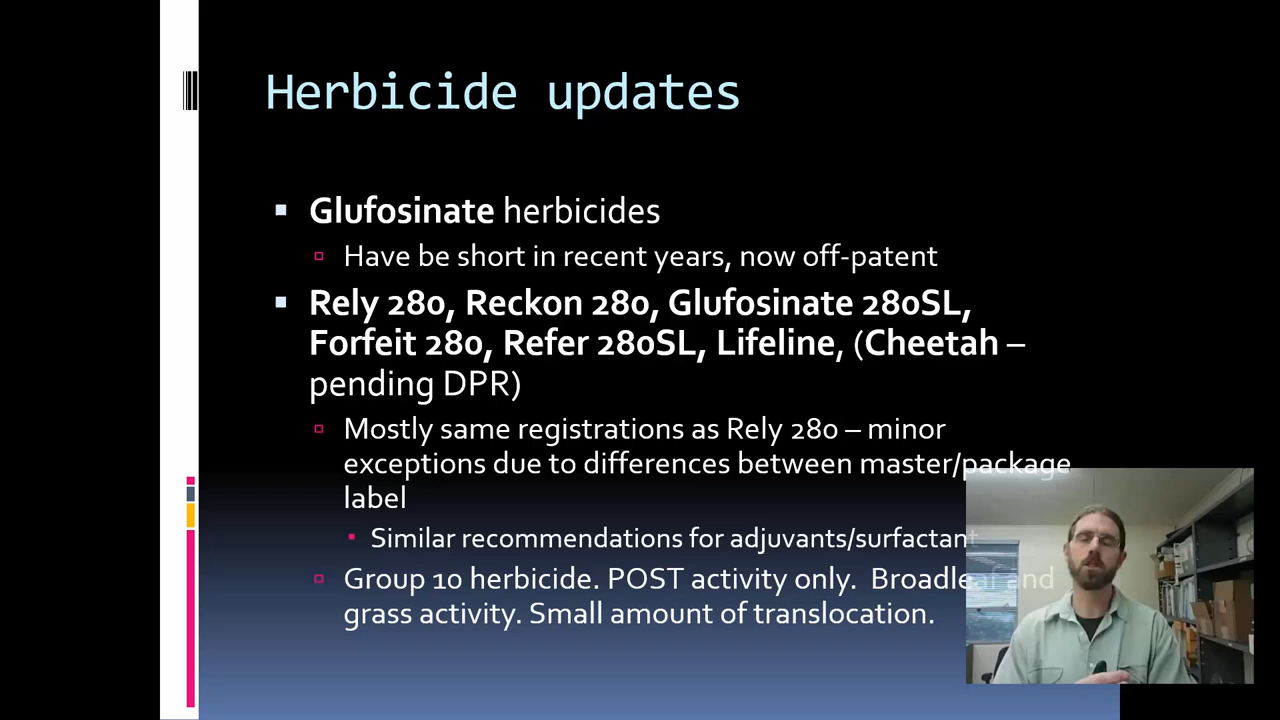 Herbicide updates
Glufosinate herbicides
Have be short in recent years, now off-patent
Rely 280, Reckon 280, Glufosinate 280SL,
Forfeit 280, Refer 280SL, Lifeline, (Cheetah –
pending DPR)
Mostly same registrations as Rely 280 – minor
exceptions due to differences between master/package
label
Similar recommendations for adjuvants/surfactant
Group 10 herbicide. POST activity only. Broadleaf and
grass activity. Small amount of translocation.